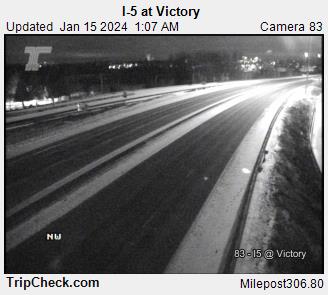 I-5 at Victory
Updated Jan 15 2024 1:07 AM Camera 83
T
NW
83 - I5 @ Victory
TripCheck.com Milepost306.80